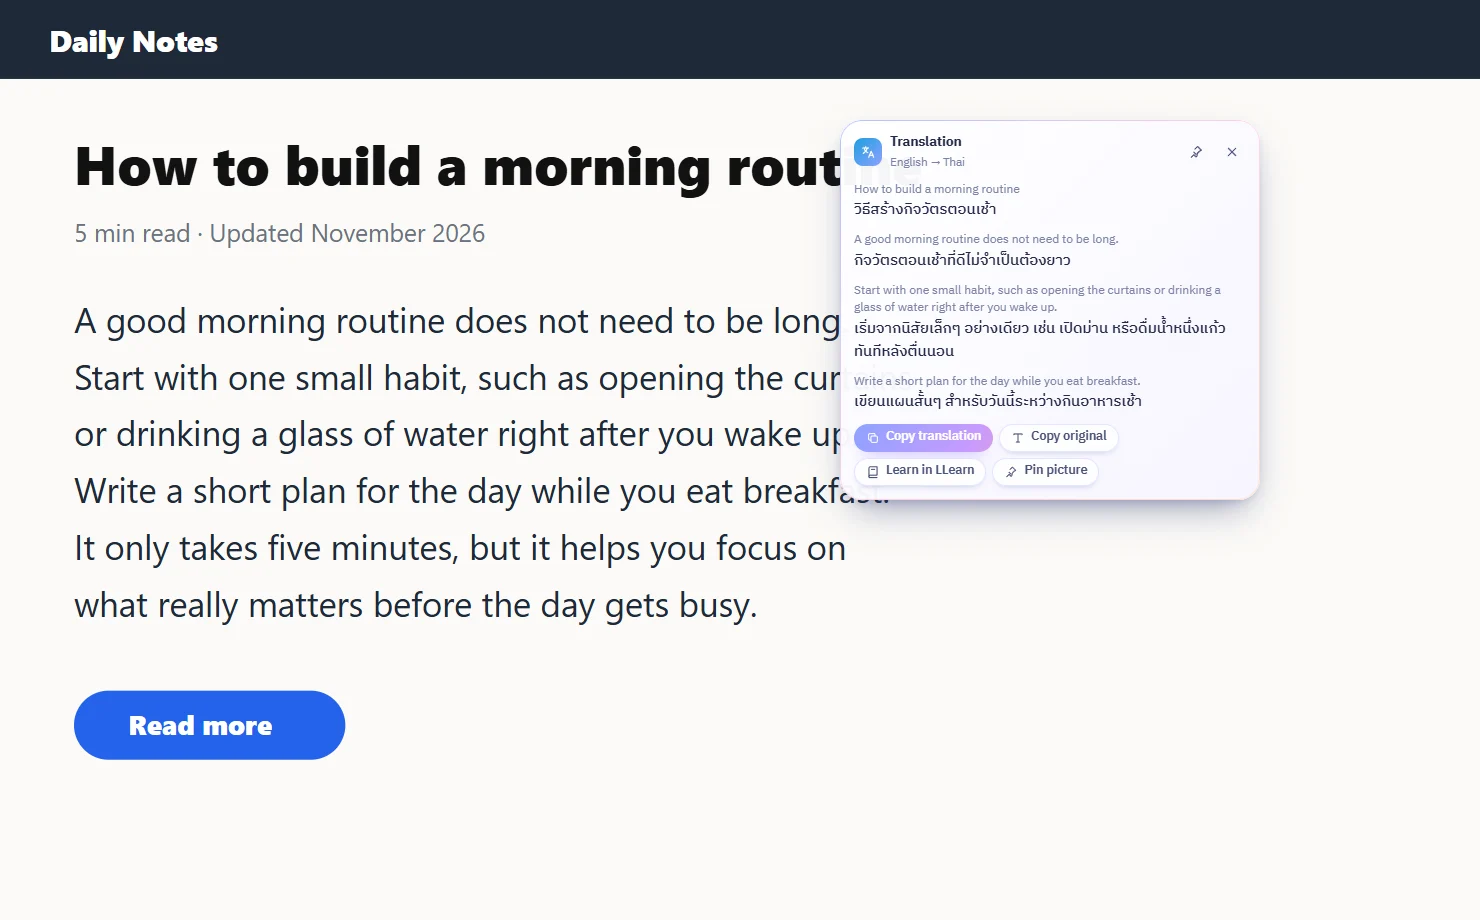 Daily Notes
How to build a morning routine
5 min read · Updated November 2026
A good morning routine does not need to be long.
Start with one small habit, such as opening the curtains
or drinking a glass of water right after you wake up.
Write a short plan for the day while you eat breakfast.
It only takes five minutes, but it helps you focus on
what really matters before the day gets busy.
Read more
Translation
English → Thai
How to build a morning routine
วิธีสร้างกิจวัตรตอนเช้า
A good morning routine does not need to be long.
กิจวัตรตอนเช้าที่ดีไม่จำเป็นต้องยาว
Start with one small habit, such as opening the curtains or drinking a
glass of water right after you wake up.
เริ่มจากนิสัยเล็กๆ อย่างเดียว เช่น เปิดม่าน หรือดื่มน้ำหนึ่งแก้ว
ทันทีหลังตื่นนอน
Write a short plan for the day while you eat breakfast.
เขียนแผนสั้นๆ สำหรับวันนี้ระหว่างกินอาหารเช้า
Copy translation
Copy original
Learn in LLearn
Pin picture